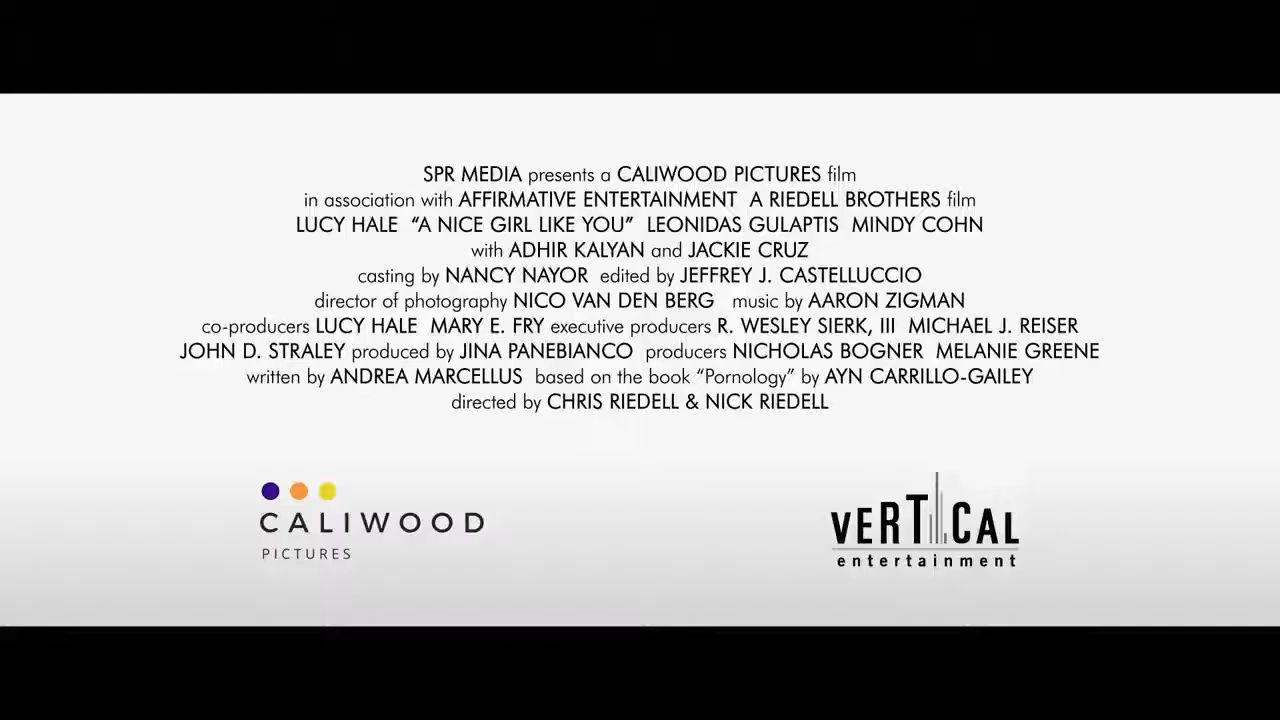 SPR MEDIA presents a CALIWOOD PICTURES film
in association with AFFIRMATIVE ENTERTAINMENT A RIEDELL BROTHERS film
LUCY HALE “A NICE GIRL LIKE YOU” LEONIDAS GULAPTIS MINDY COHN
with ADHIR KALYAN and JACKIE CRUZ
casting by NANCY NAYOR edited by JEFFREY J. CASTELLUCCIO
director of photography NICO VAN DEN BERG music by AARON ZIGMAN
co-producers LUCY HALE MARY E. FRY executive producers R. WESLEY SIERK, III MICHAEL J. REISER
JOHN D. STRALEY produced by JINA PANEBIANCO producers NICHOLAS BOGNER MELANIE GREENE
written by ANDREA MARCELLUS based on the book “Pornology” by AYN CARRILLO-GAILEY
directed by CHRIS RIEDELL & NICK RIEDELL
CALIWOOD
PICTURES
VERTICAL
entertainment